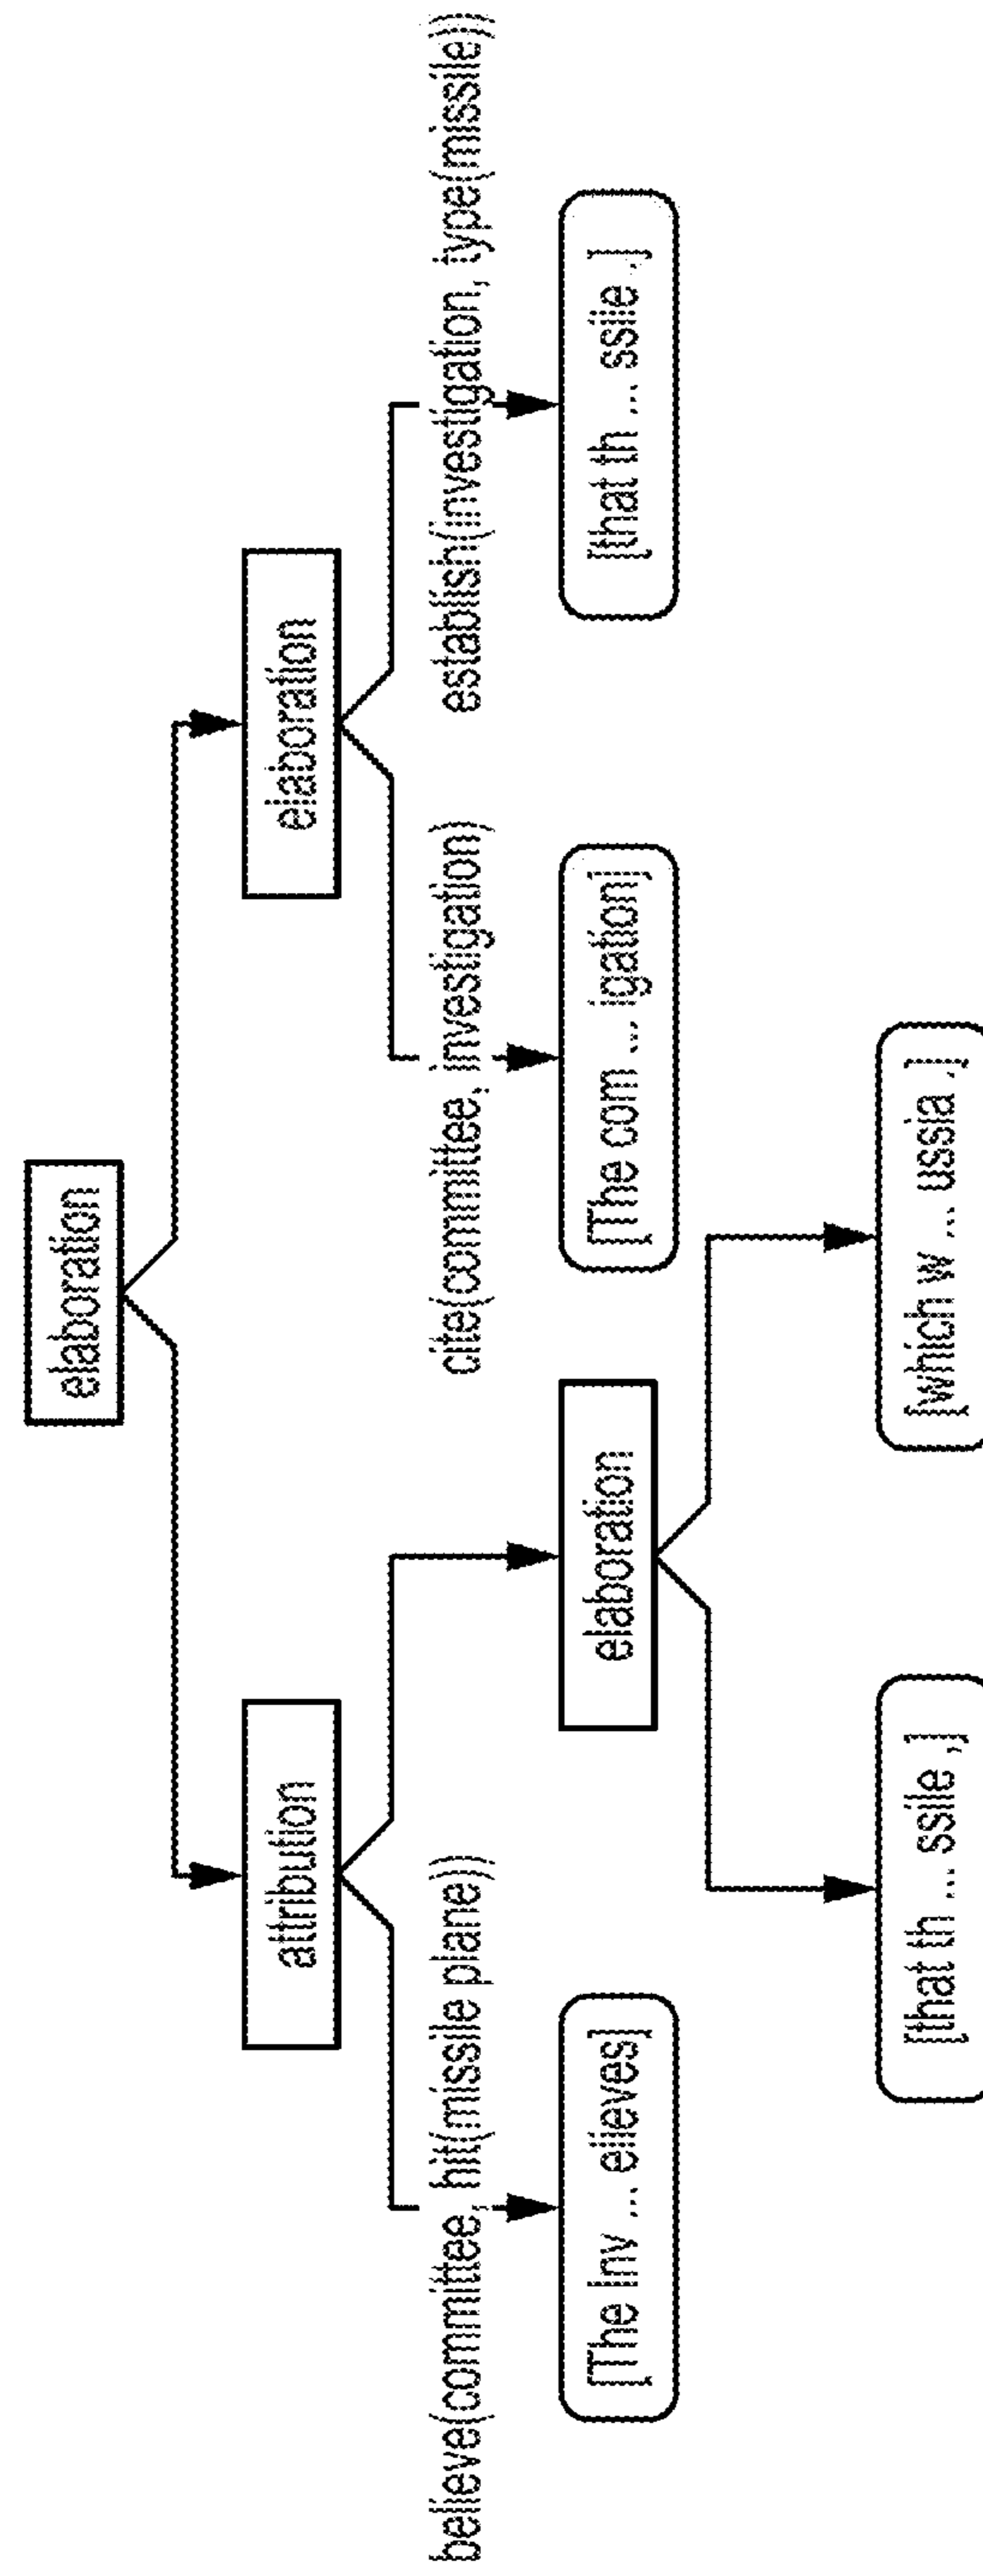 elaboration
attribution
elaboration
believe(committee, hit(missile plane))
cite(committee, investigation)
establish(investigation, type(missile))
[The Inv ... elieves]
elaboration
[The com ... igation]
[that th ... ssile ,]
[that th ... ssile ,]
[which w ... ussia ,]